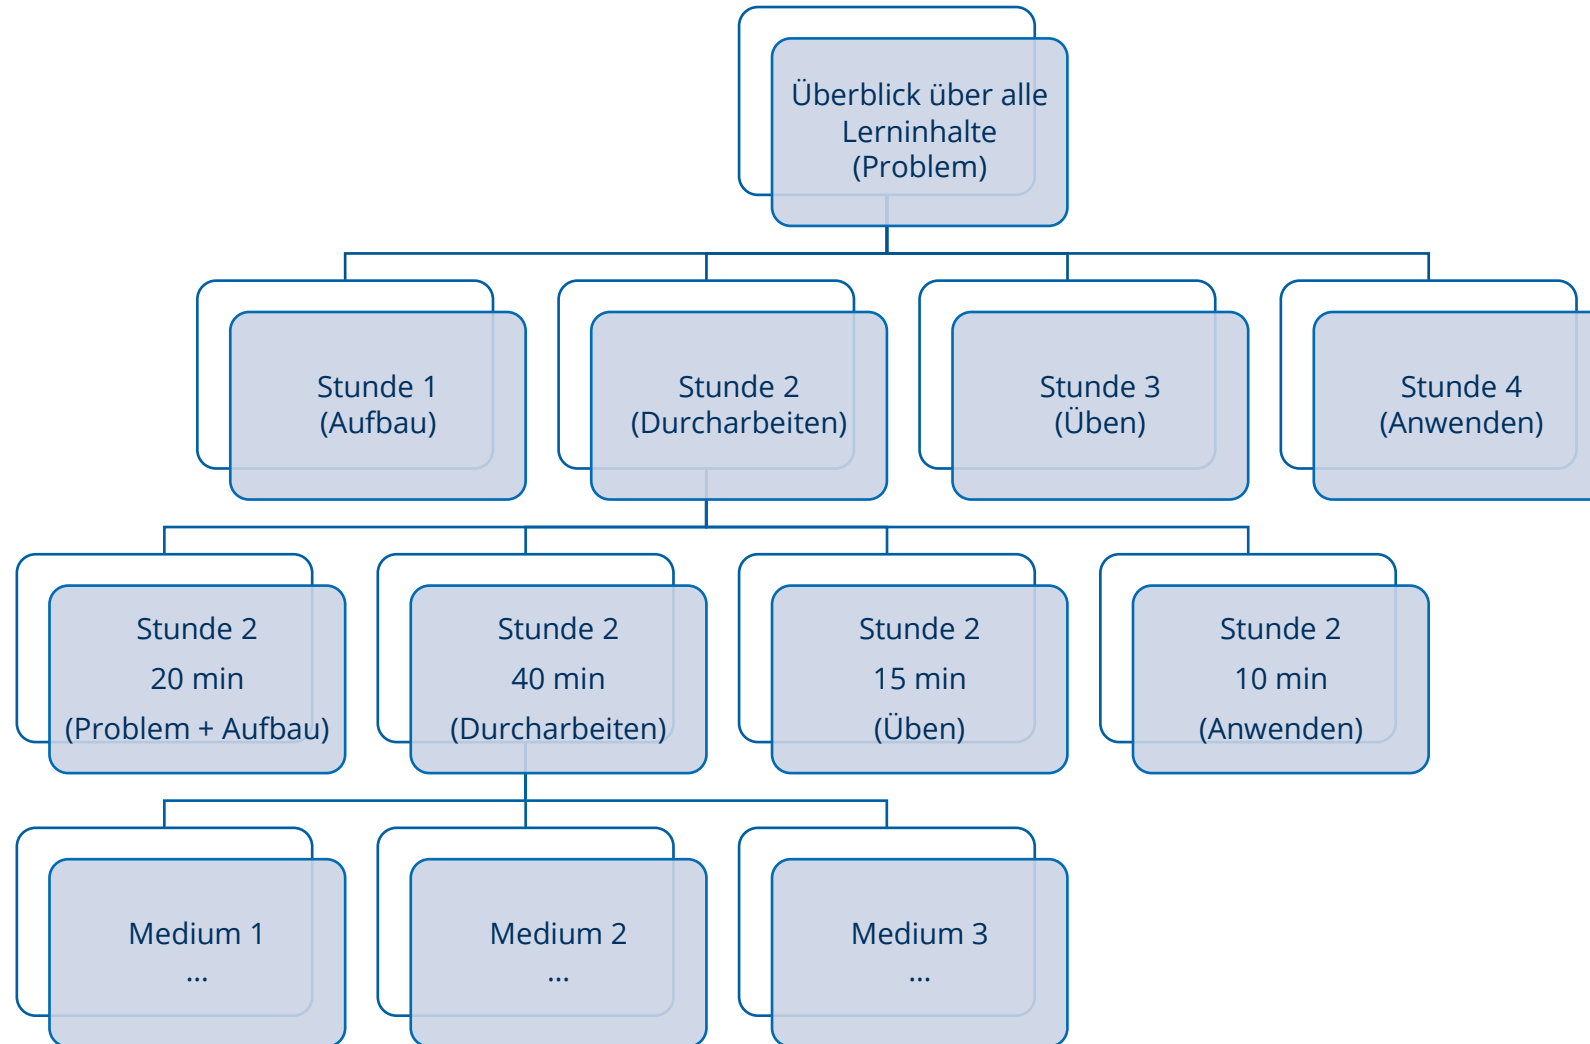 Überblick über alle
Lerninhalte
(Problem)
Stunde 1
(Aufbau)
Stunde 2
(Durcharbeiten)
Stunde 3
(Üben)
Stunde 4
(Anwenden)
Stunde 2
20 min
(Problem + Aufbau)
Stunde 2
40 min
(Durcharbeiten)
Stunde 2
15 min
(Üben)
Stunde 2
10 min
(Anwenden)
Medium 1
...
Medium 2
...
Medium 3
...